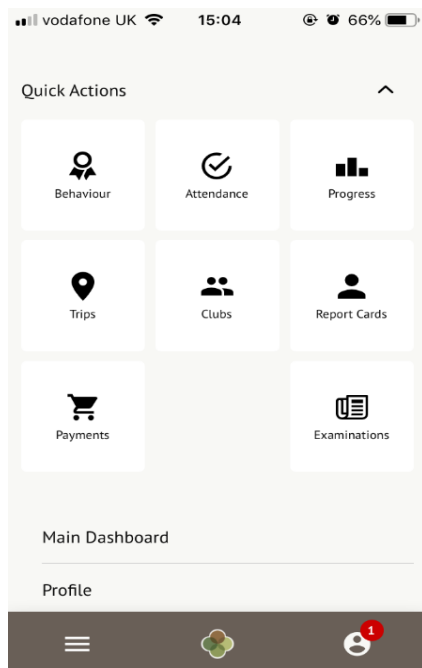 vodafone UK 15:04 66%
Quick Actions
Behaviour Attendance Progress
Trips Clubs Report Cards
Payments Examinations
Main Dashboard
Profile
1